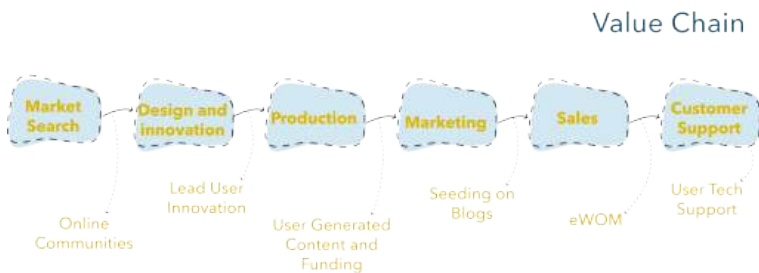 Value Chain
Market
Search
Design and
innovation
Production
Marketing
Sales
Customer
Support
Online
Communities
Lead User
Innovation
User Generated
Content and
Funding
Seeding on
Blogs
eWOM
User Tech
Support